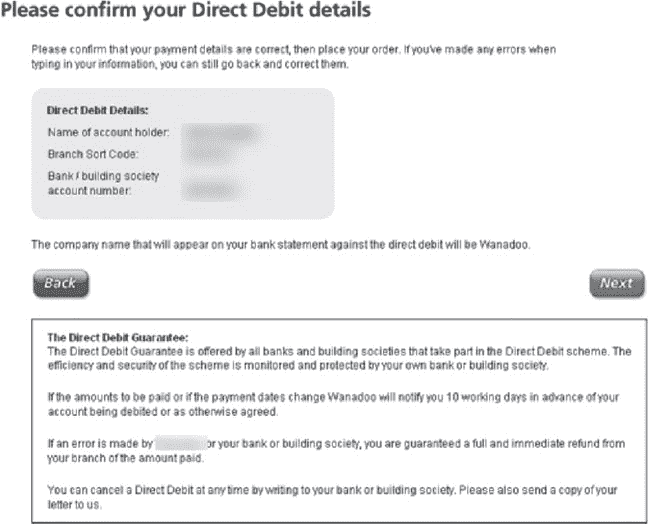 Please confirm your Direct Debit details
Please confirm that your payment details are correct, then place your order. If you've made any errors when
typing in your information, you can still go back and correct them.
Direct Debit Details:
Name of account holder:
Branch Sort Code:
Bank / building society
account number:
The company name that will appear on your bank statement against the direct debit will be Wanadoo.
Back
Next
The Direct Debit Guarantee:
The Direct Debit Guarantee is offered by all banks and building societies that take part in the Direct Debit scheme. The
efficiency and security of the scheme is monitored and protected by your own bank or building society.
If the amounts to be paid or if the payment dates change Wanadoo will notify you 10 working days in advance of your
account being debited or as otherwise agreed.
If an error is made by or your bank or building society, you are guaranteed a full and immediate refund from
your branch of the amount paid.
You can cancel a Direct Debit at any time by writing to your bank or building society. Please also send a copy of your
letter to us.